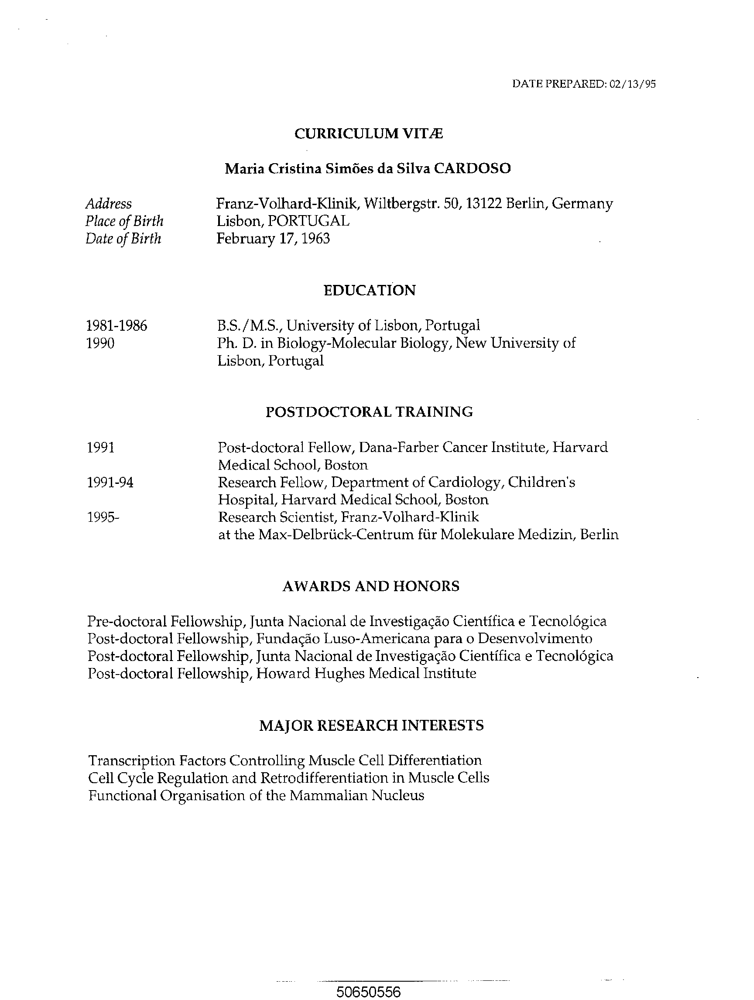 DATE PREPARED: 02/13/95
CURRICULUM VITÆ
Maria Cristina Simões da Silva CARDOSO
Address Franz-Volhard-Klinik, Wiltbergstr. 50, 13122 Berlin, Germany
Place of Birth Lisbon, PORTUGAL
Date of Birth February 17, 1963
EDUCATION
1981-1986 B.S./M.S., University of Lisbon, Portugal
1990 Ph. D. in Biology-Molecular Biology, New University of
Lisbon, Portugal
POSTDOCTORAL TRAINING
1991 Post-doctoral Fellow, Dana-Farber Cancer Institute, Harvard
Medical School, Boston
1991-94 Research Fellow, Department of Cardiology, Children's
Hospital, Harvard Medical School, Boston
1995- Research Scientist, Franz-Volhard-Klinik
at the Max-Delbrück-Centrum für Molekulare Medizin, Berlin
AWARDS AND HONORS
Pre-doctoral Fellowship, Junta Nacional de Investigação Científica e Tecnológica
Post-doctoral Fellowship, Fundação Luso-Americana para o Desenvolvimento
Post-doctoral Fellowship, Junta Nacional de Investigação Científica e Tecnológica
Post-doctoral Fellowship, Howard Hughes Medical Institute
MAJOR RESEARCH INTERESTS
Transcription Factors Controlling Muscle Cell Differentiation
Cell Cycle Regulation and Retrodifferentiation in Muscle Cells
Functional Organisation of the Mammalian Nucleus
50650556